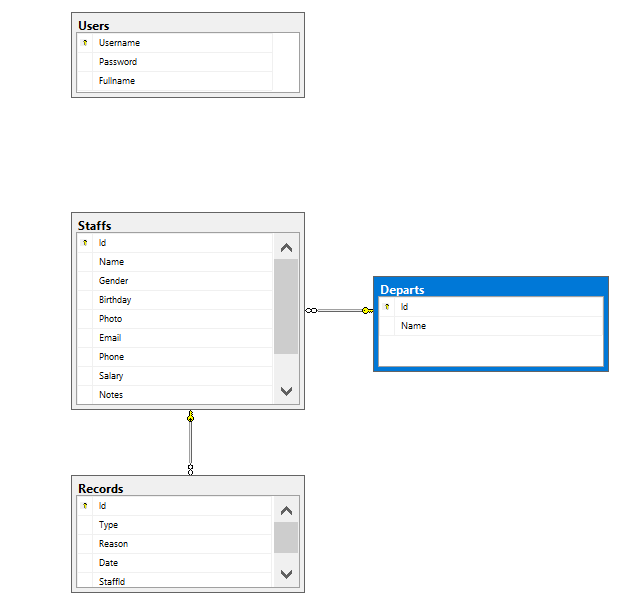 Users
Username
Password
Fullname
Staffs
Id
Name
Gender
Birthday
Photo
Email
Phone
Salary
Notes
Departs
Id
Name
Records
Id
Type
Reason
Date
StaffId